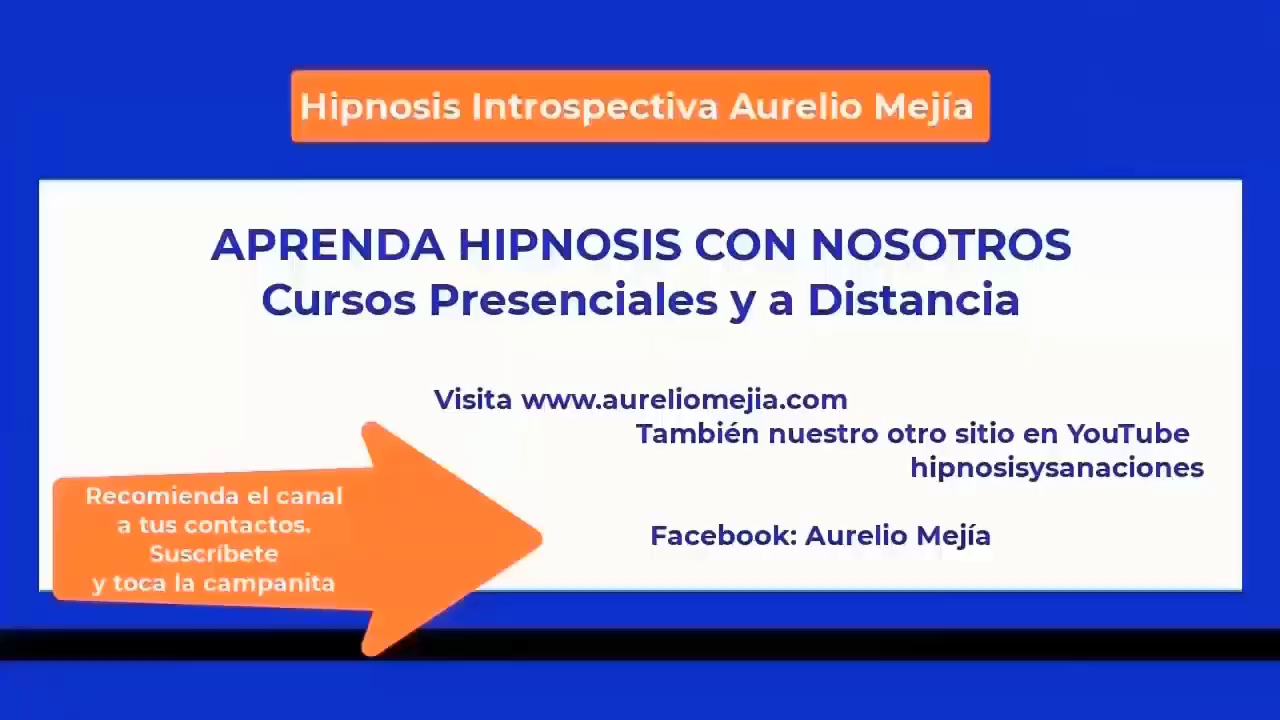 Hipnosis Introspectiva Aurelio Mejía
APRENDA HIPNOSIS CON NOSOTROS
Cursos Presenciales y a Distancia
Visita www.aureliomejia.com
También nuestro otro sitio en YouTube
hipnosisysanaciones
Facebook: Aurelio Mejía
Recomienda el canal
a tus contactos.
Suscríbete
y toca la campanita